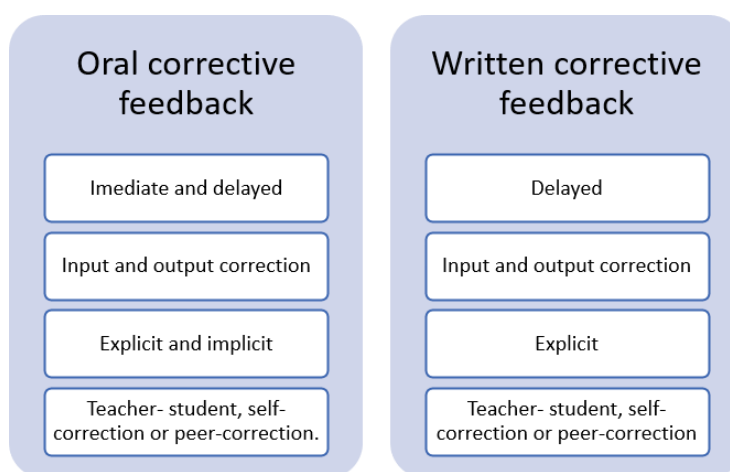 Oral corrective
feedback
Imediate and delayed
Input and output correction
Explicit and implicit
Teacher- student, self-
correction or peer-correction.
Written corrective
feedback
Delayed
Input and output correction
Explicit
Teacher- student, self-
correction or peer-correction